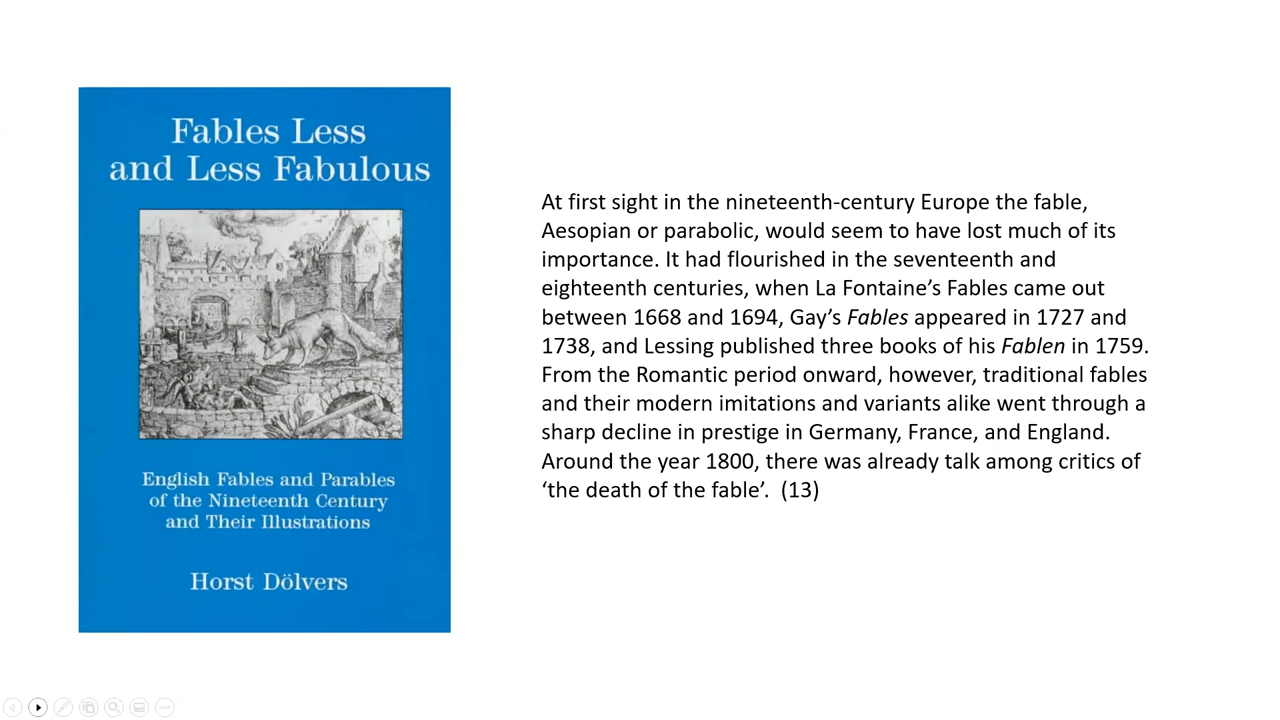 Fables Less
and Less Fabulous
English Fables and Parables
of the Nineteenth Century
and Their Illustrations
Horst Dölvers
At first sight in the nineteenth-century Europe the fable,
Aesopian or parabolic, would seem to have lost much of its
importance. It had flourished in the seventeenth and
eighteenth centuries, when La Fontaine’s Fables came out
between 1668 and 1694, Gay’s Fables appeared in 1727 and
1738, and Lessing published three books of his Fablen in 1759.
From the Romantic period onward, however, traditional fables
and their modern imitations and variants alike went through a
sharp decline in prestige in Germany, France, and England.
Around the year 1800, there was already talk among critics of
‘the death of the fable’. (13)